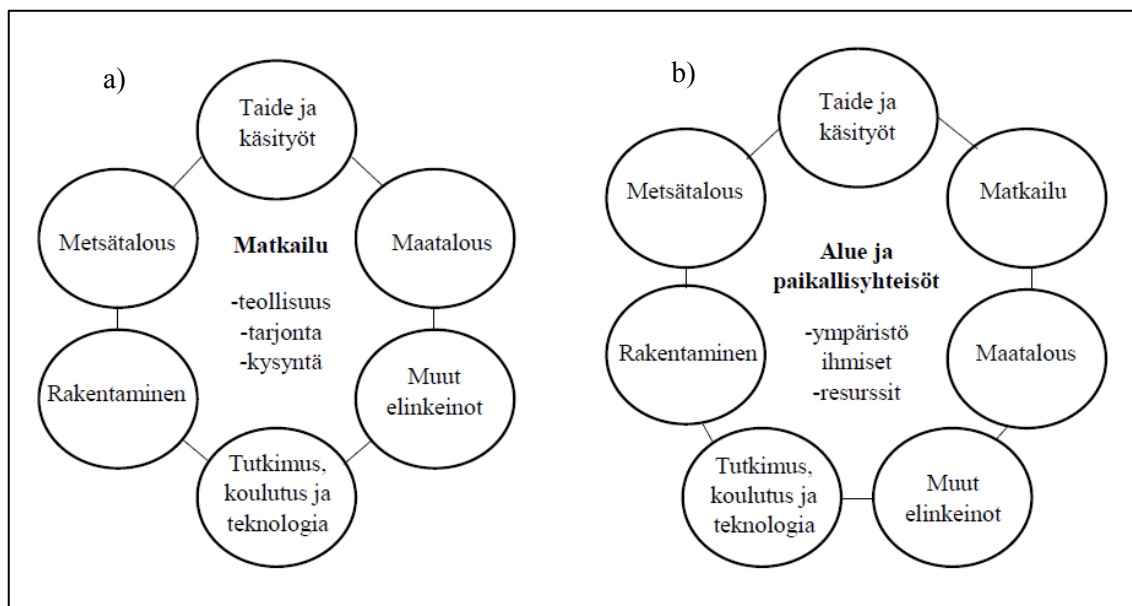 a)
Taide ja
käsityöt
Metsätalous
Matkailu
-teollisuus
-tarjonta
-kysyntä
Maatalous
Rakentaminen
Muut
elinkeinot
Tutkimus,
koulutus ja
teknologia
b)
Taide ja
käsityöt
Metsätalous
Matkailu
Alue ja
paikallisyhteisöt
-ympäristö
ihmiset
-resurssit
Rakentaminen
Maatalous
Tutkimus,
koulutus ja
teknologia
Muut
elinkeinot